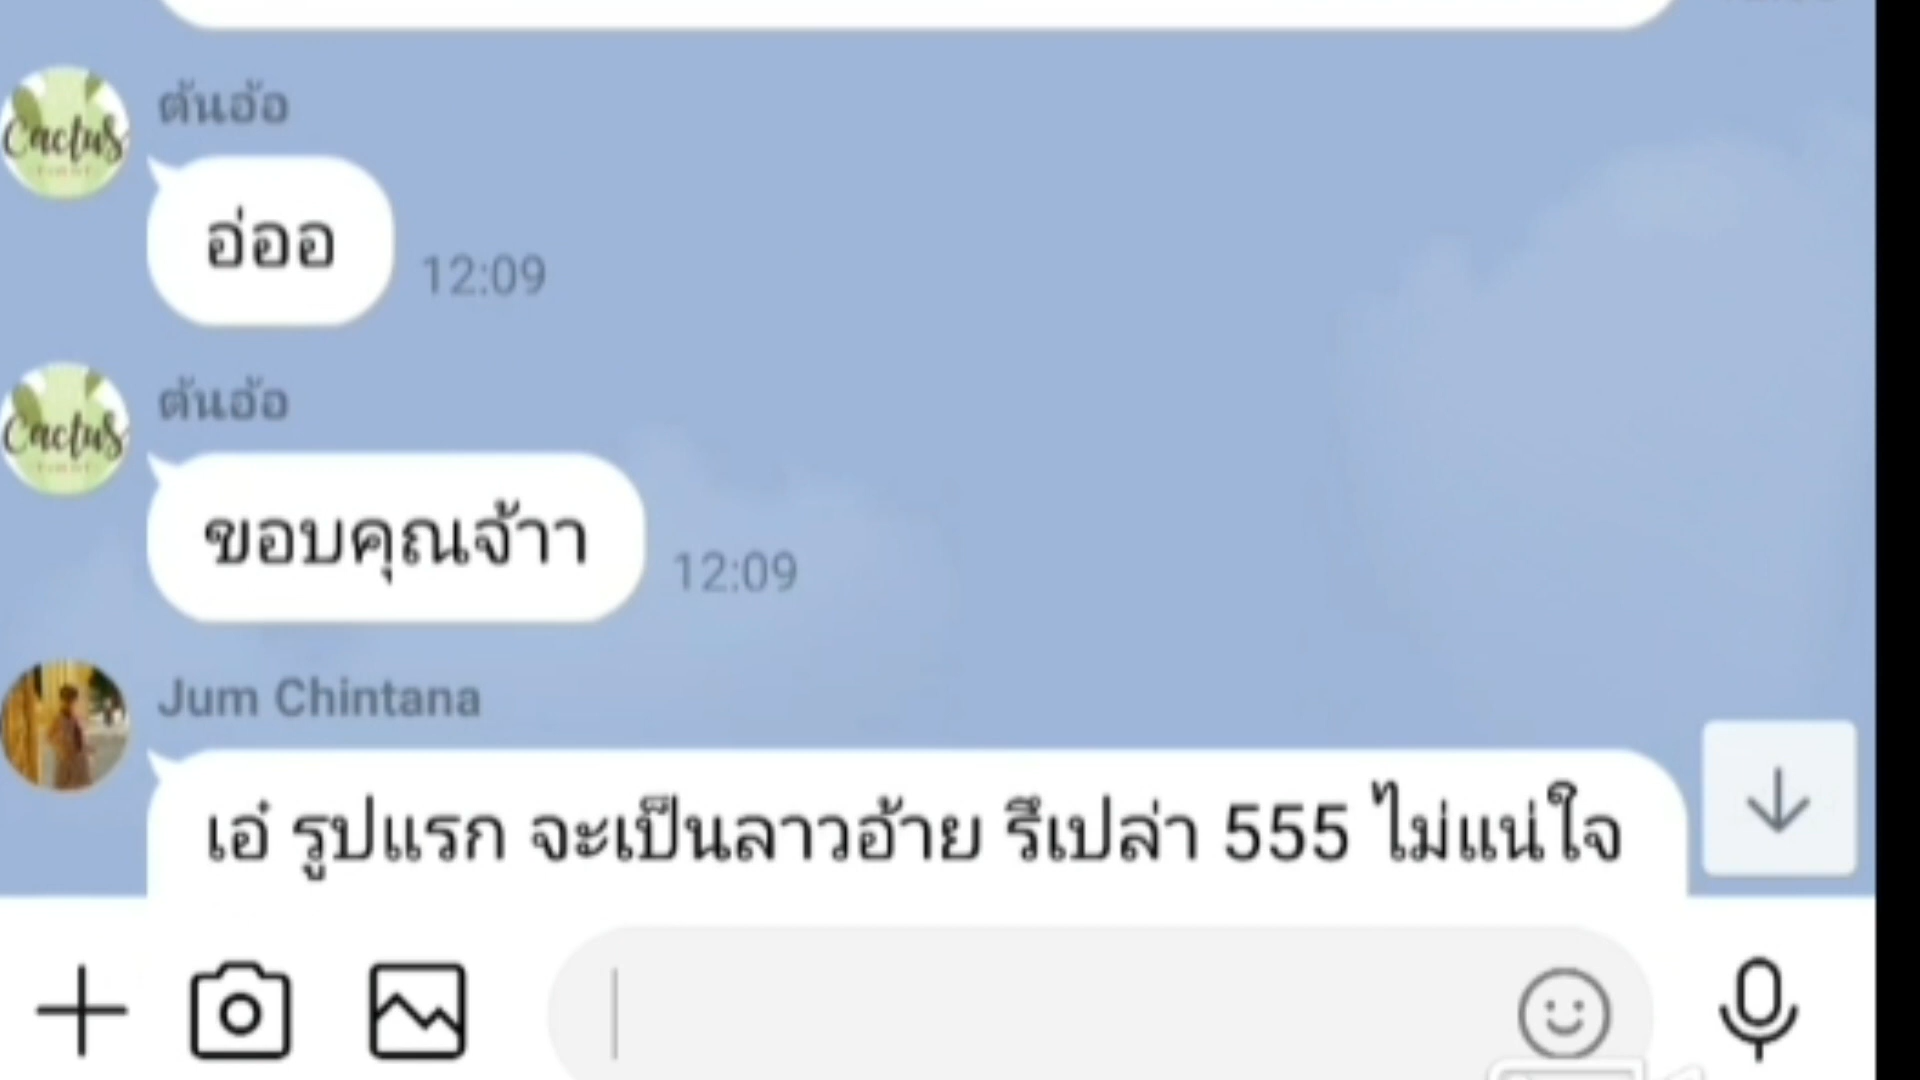 ต้นอ้อ
Cactus
อ่ออ
12:09
ต้นอ้อ
Cactus
ขอบคุณจ้าา
12:09
Jum Chintana
เอ๋ รูปแรก จะเป็นลาวอ้าย รึเปล่า 555 ไม่แน่ใจ